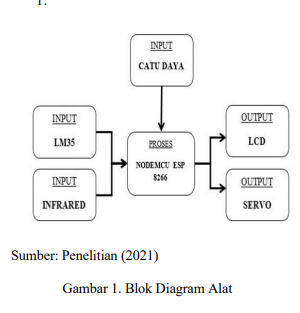 1.
INPUT
CATU DAYA
INPUT
LM35
INPUT
INFRARED
PROSES
NODEMCU ESP
8266
OUTPUT
LCD
OUTPUT
SERVO
Sumber: Penelitian (2021)
Gambar 1. Blok Diagram Alat